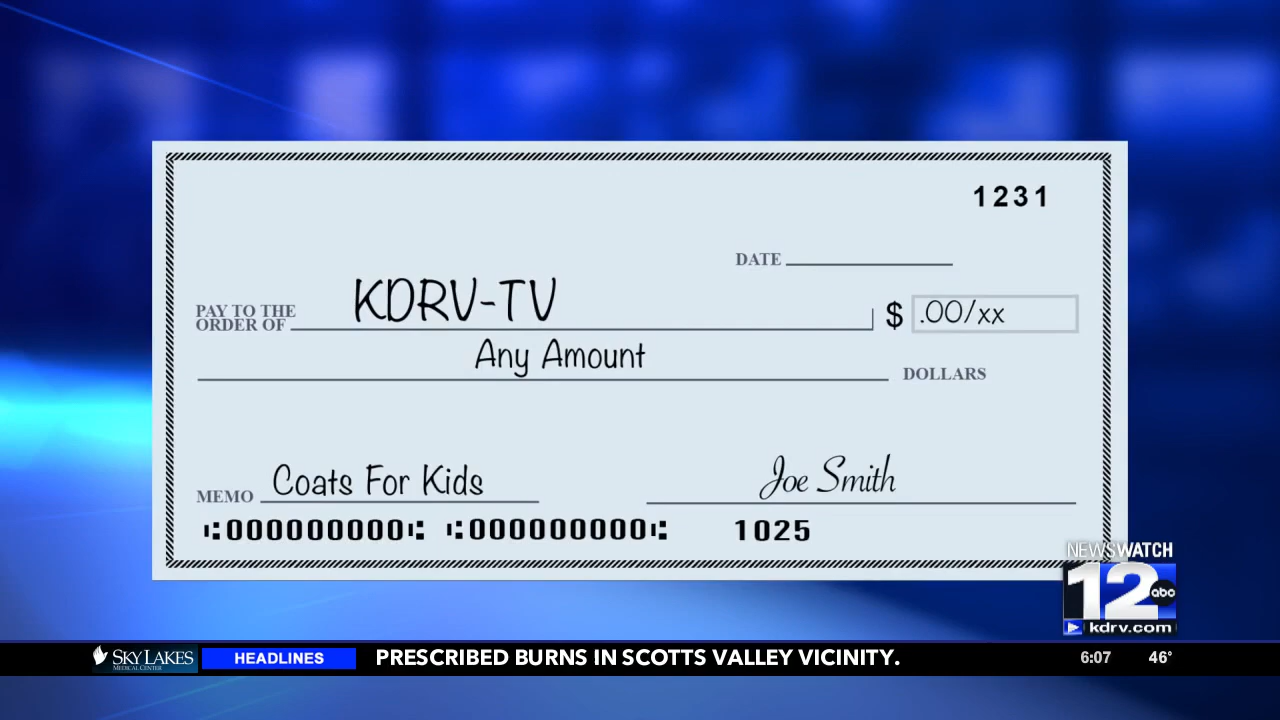 1231
DATE
PAY TO THE
ORDER OF
KDRV-TV
$ .00/xx
Any Amount
DOLLARS
MEMO Coats For Kids
Joe Smith
⑆000000000⑆ ⑆000000000⑆ 1025
NEWSWATCH
12
abc
kdrv.com
SKY LAKES
MEDICAL CENTER
HEADLINES
PRESCRIBED BURNS IN SCOTTS VALLEY VICINITY.
6:07 46°